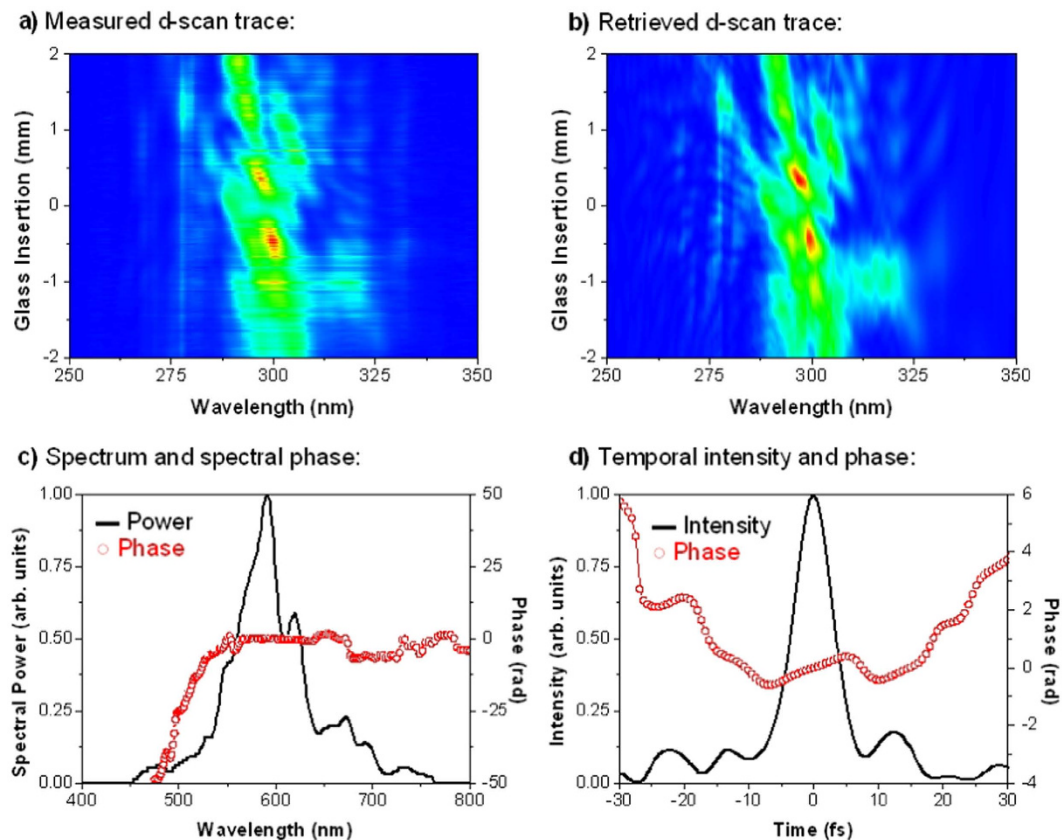 a) Measured d-scan trace:
b) Retrieved d-scan trace:
Glass Insertion (mm)
2
1
0
-1
-2
250
275
300
325
350
Wavelength (nm)
Glass Insertion (mm)
2
1
0
-1
-2
250
275
300
325
350
Wavelength (nm)
c) Spectrum and spectral phase:
d) Temporal intensity and phase:
Spectral Power (arb. units)
1.00
0.75
0.50
0.25
0.00
Power
Phase
50
25
0
-25
-50
Phase (rad)
400
500
600
700
800
Wavelength (nm)
Intensity (arb. units)
1.00
0.75
0.50
0.25
0.00
Intensity
Phase
6
4
2
0
-2
-4
Phase (rad)
-30
-20
-10
0
10
20
30
Time (fs)